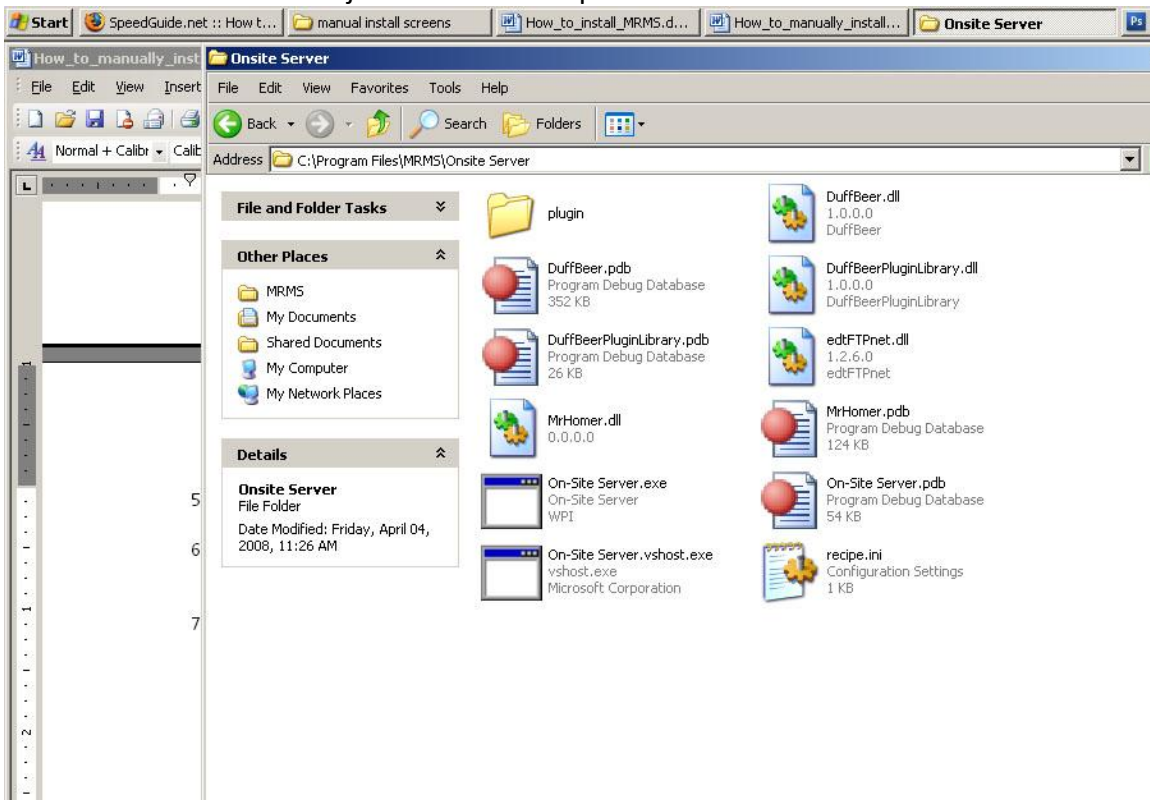 Start
SpeedGuide.net :: How t...
manual install screens
How_to_install_MRMS.d...
How_to_manually_install...
Onsite Server
Ps
How_to_manually_inst
Onsite Server
File Edit View Insert
File Edit View Favorites Tools Help
Back
Search
Folders
Normal + Calibr
Calib
Address
C:\Program Files\MRMS\Onsite Server
L
File and Folder Tasks
Other Places
MRMS
My Documents
Shared Documents
My Computer
My Network Places
Details
Onsite Server
File Folder
Date Modified: Friday, April 04,
2008, 11:26 AM
plugin
DuffBeer.dll
1.0.0.0
DuffBeer
DuffBeer.pdb
Program Debug Database
352 KB
DuffBeerPluginLibrary.dll
1.0.0.0
DuffBeerPluginLibrary
DuffBeerPluginLibrary.pdb
Program Debug Database
26 KB
edtFTPnet.dll
1.2.6.0
edtFTPnet
MrHomer.dll
0.0.0.0
MrHomer.pdb
Program Debug Database
124 KB
On-Site Server.exe
On-Site Server
WPI
On-Site Server.pdb
Program Debug Database
54 KB
On-Site Server.vshost.exe
vshost.exe
Microsoft Corporation
recipe.ini
Configuration Settings
1 KB
5
6
7
1
2